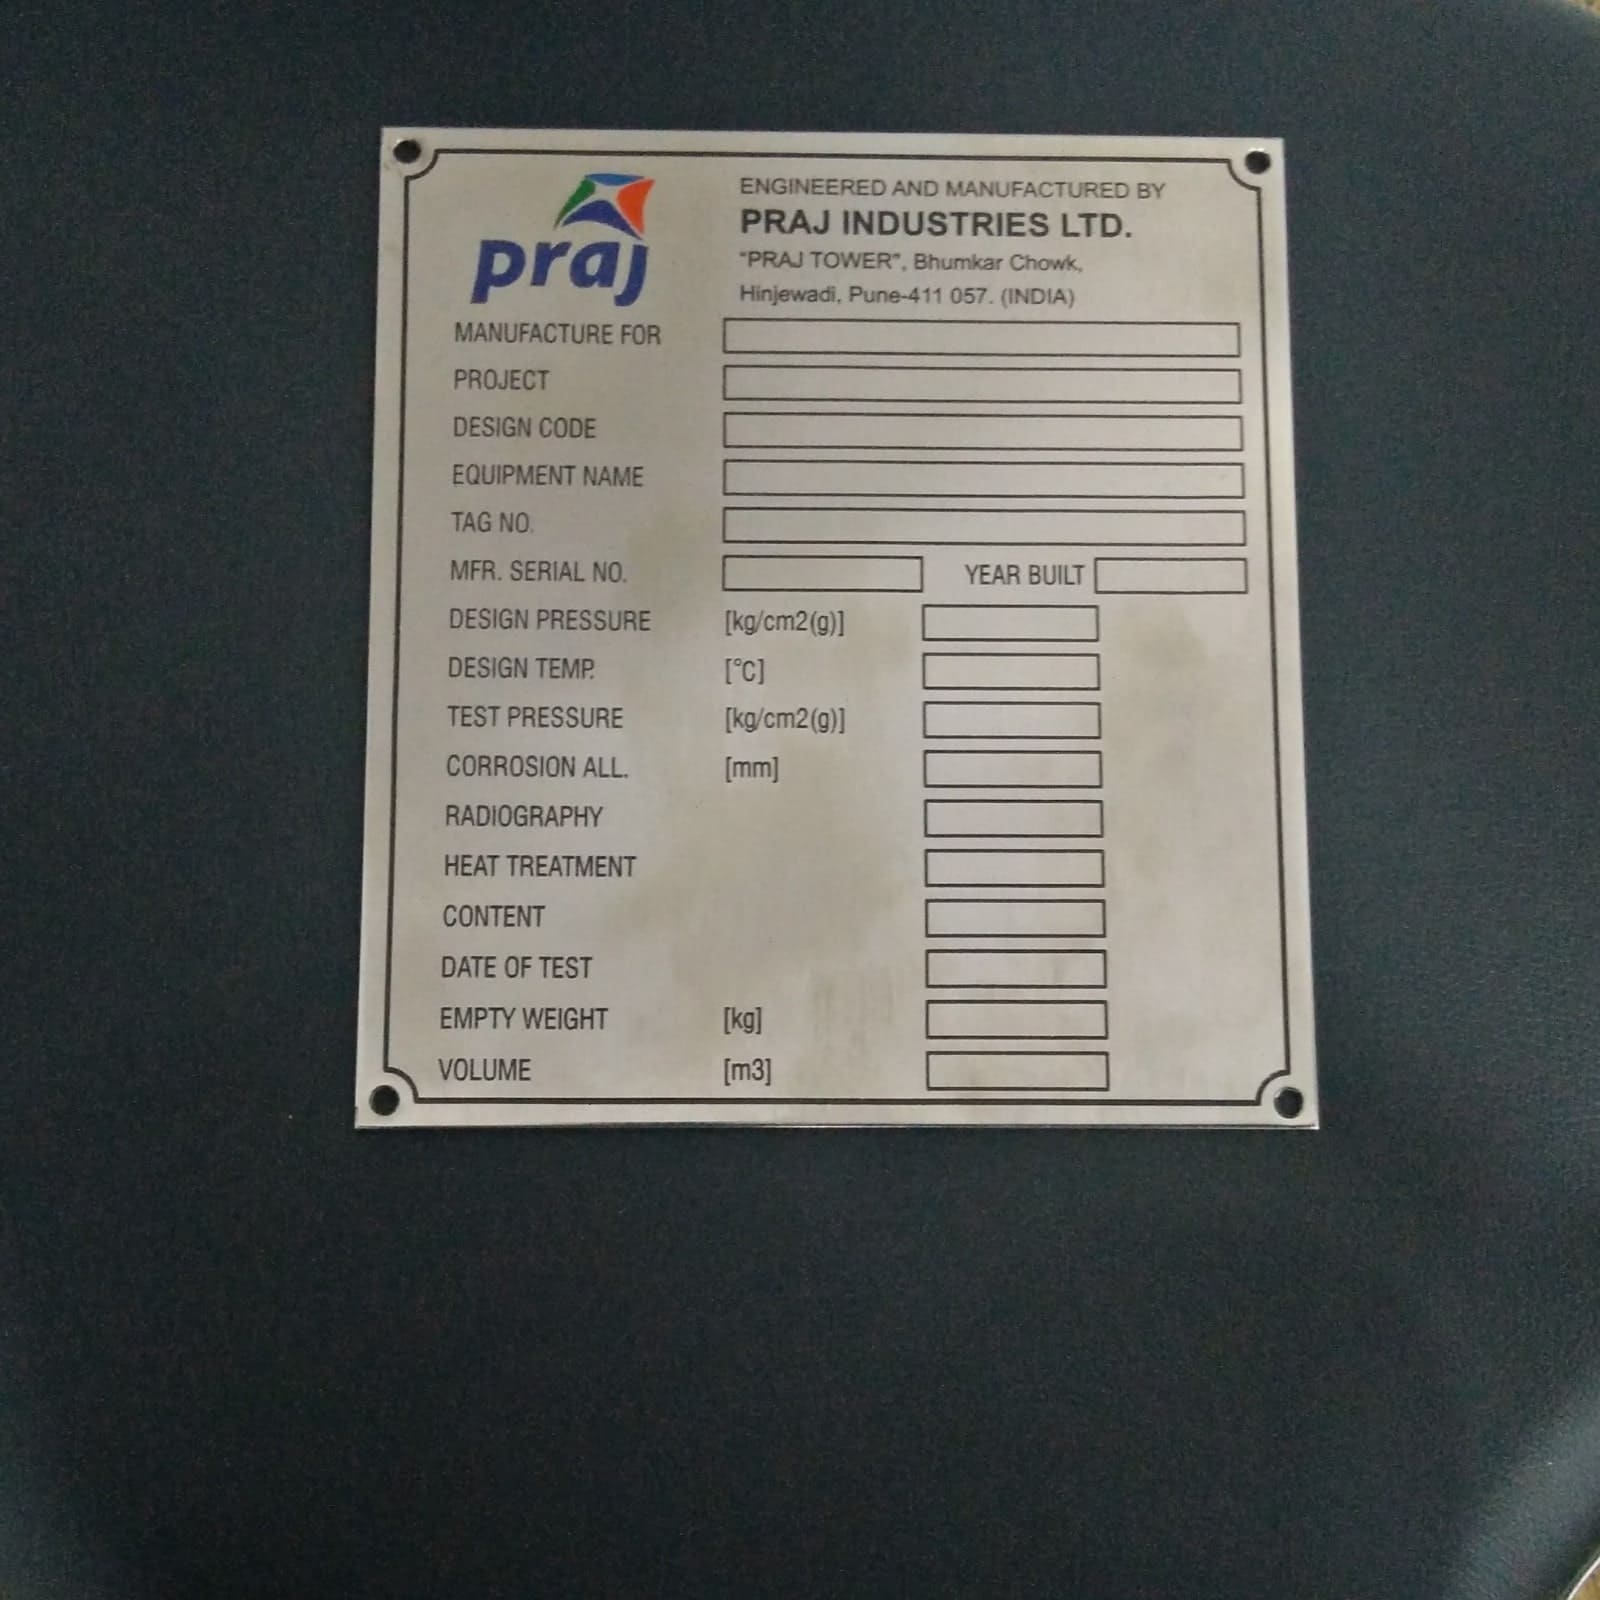 praj
ENGINEERED AND MANUFACTURED BY
PRAJ INDUSTRIES LTD.
"PRAJ TOWER", Bhumkar Chowk,
Hinjewadi, Pune-411 057. (INDIA)
MANUFACTURE FOR
PROJECT
DESIGN CODE
EQUIPMENT NAME
TAG NO.
MFR. SERIAL NO. YEAR BUILT
DESIGN PRESSURE [kg/cm2(g)]
DESIGN TEMP. [°C]
TEST PRESSURE [kg/cm2(g)]
CORROSION ALL. [mm]
RADIOGRAPHY
HEAT TREATMENT
CONTENT
DATE OF TEST
EMPTY WEIGHT [kg]
VOLUME [m3]